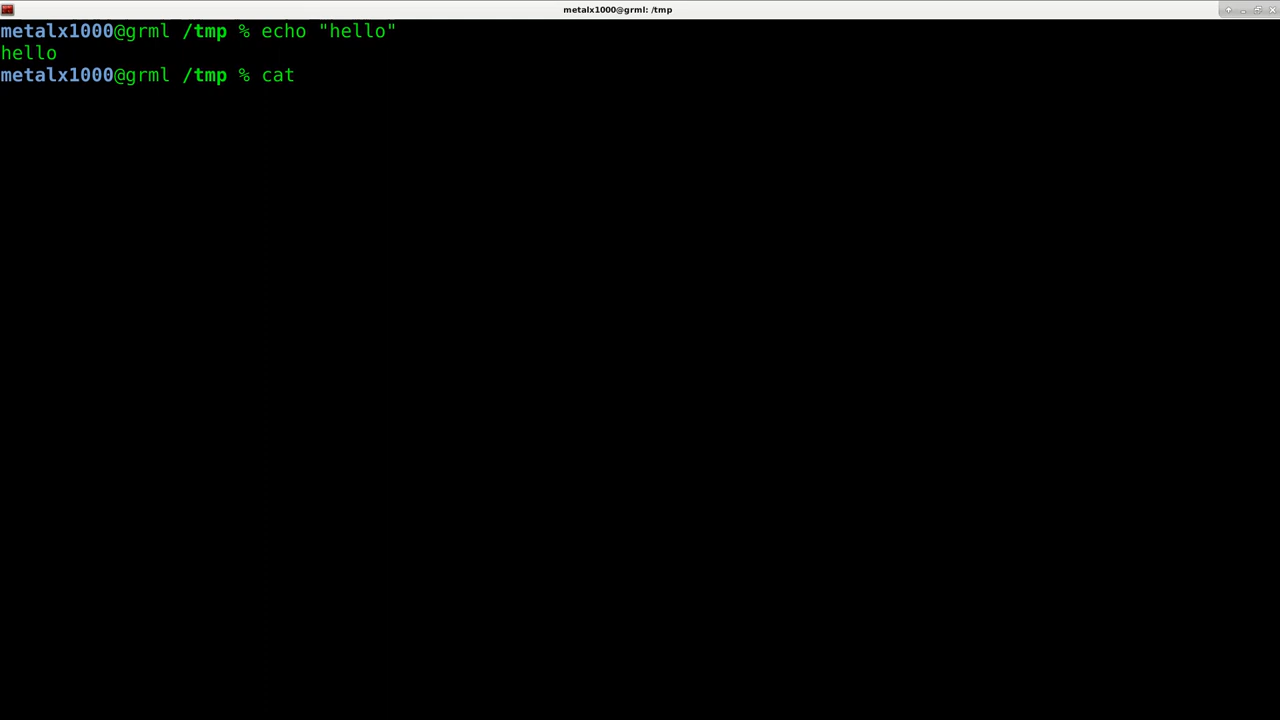 metalx1000@grml: /tmp
metalx1000@grml /tmp % echo "hello"
hello
metalx1000@grml /tmp % cat